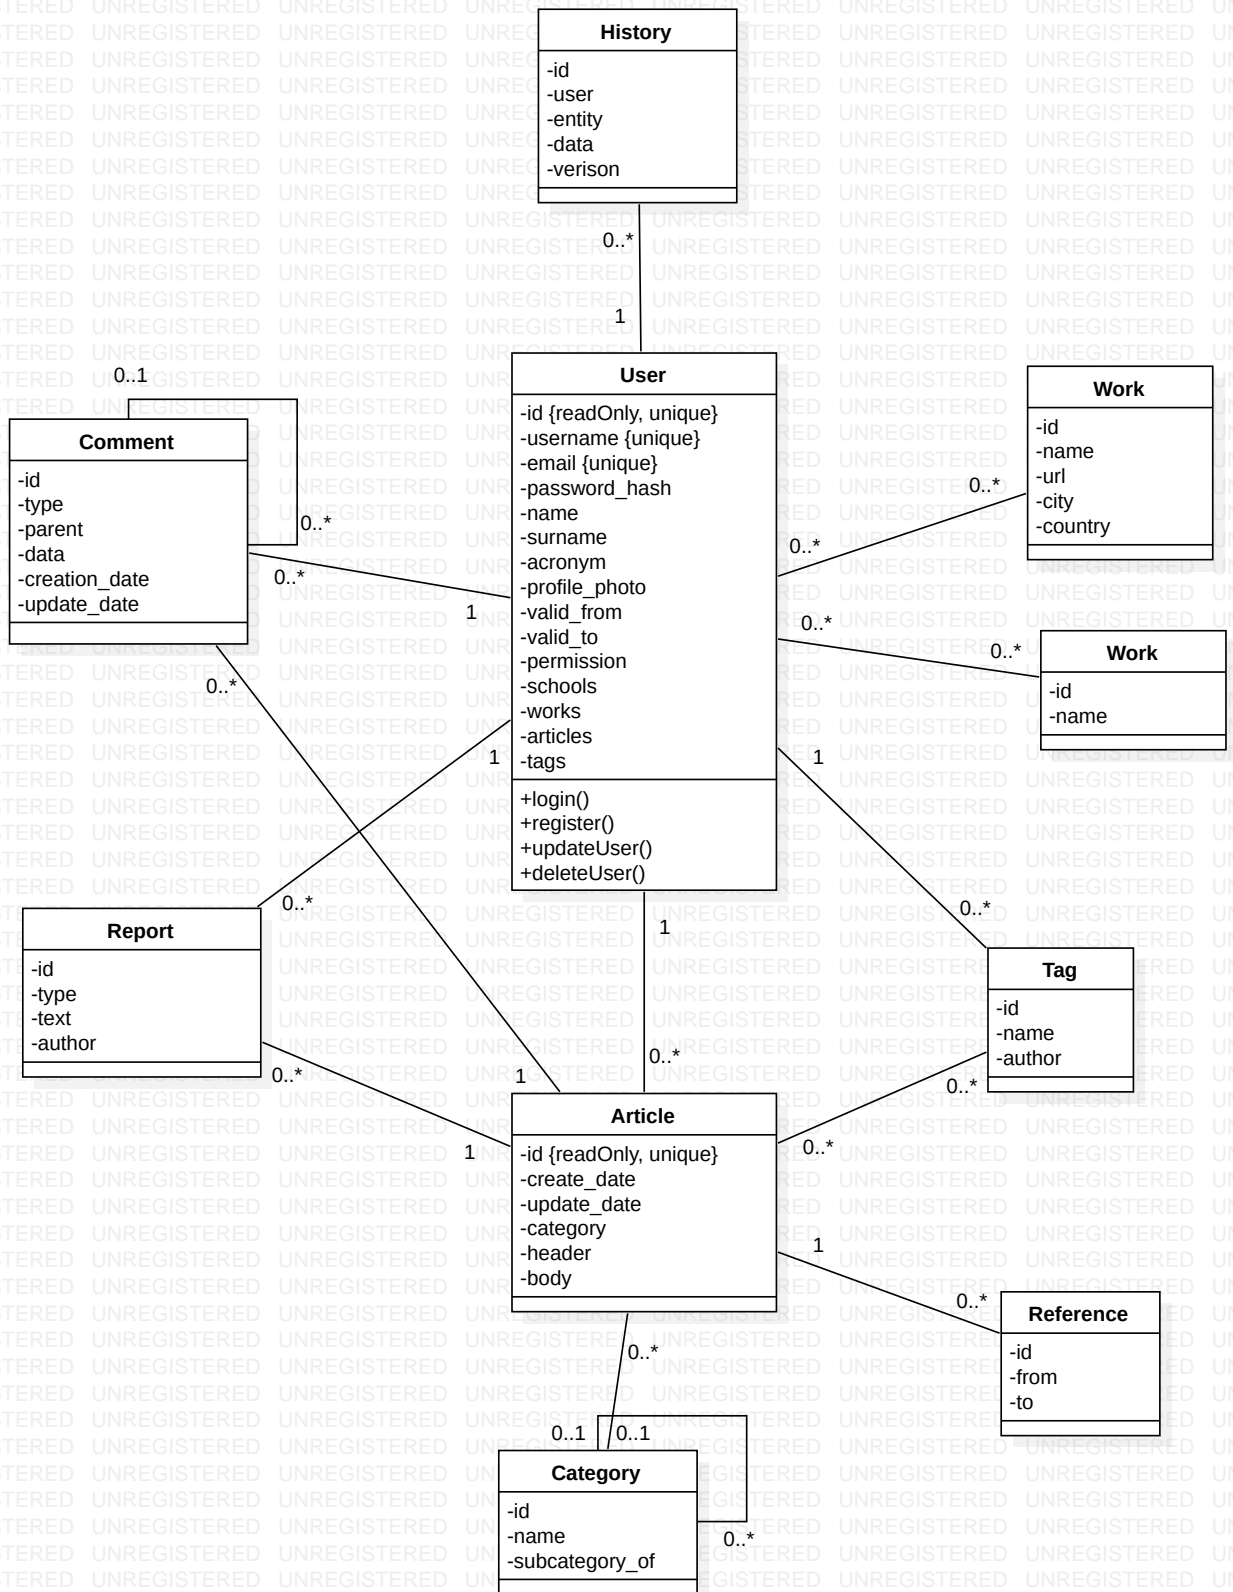 History
-id
-user
-entity
-data
-verison
0..*
1
User
-id {readOnly, unique}
-username {unique}
-email {unique}
-password_hash
-name
-surname
-acronym
-profile_photo
-valid_from
-valid_to
-permission
-schools
-works
-articles
-tags
+login()
+register()
+updateUser()
+deleteUser()
0..1
Comment
-id
-type
-parent
-data
-creation_date
-update_date
0..*
0..*
1
0..*
Work
-id
-name
-url
-city
-country
0..*
0..*
Work
-id
-name
0..*
0..*
1
0..*
1
0..*
Report
-id
-type
-text
-author
0..*
1
1
0..*
1
Tag
-id
-name
-author
0..*
0..*
Article
-id {readOnly, unique}
-create_date
-update_date
-category
-header
-body
1
0..*
Reference
-id
-from
-to
0..*
0..1
0..1
Category
-id
-name
-subcategory_of
0..*
UNREGISTERED